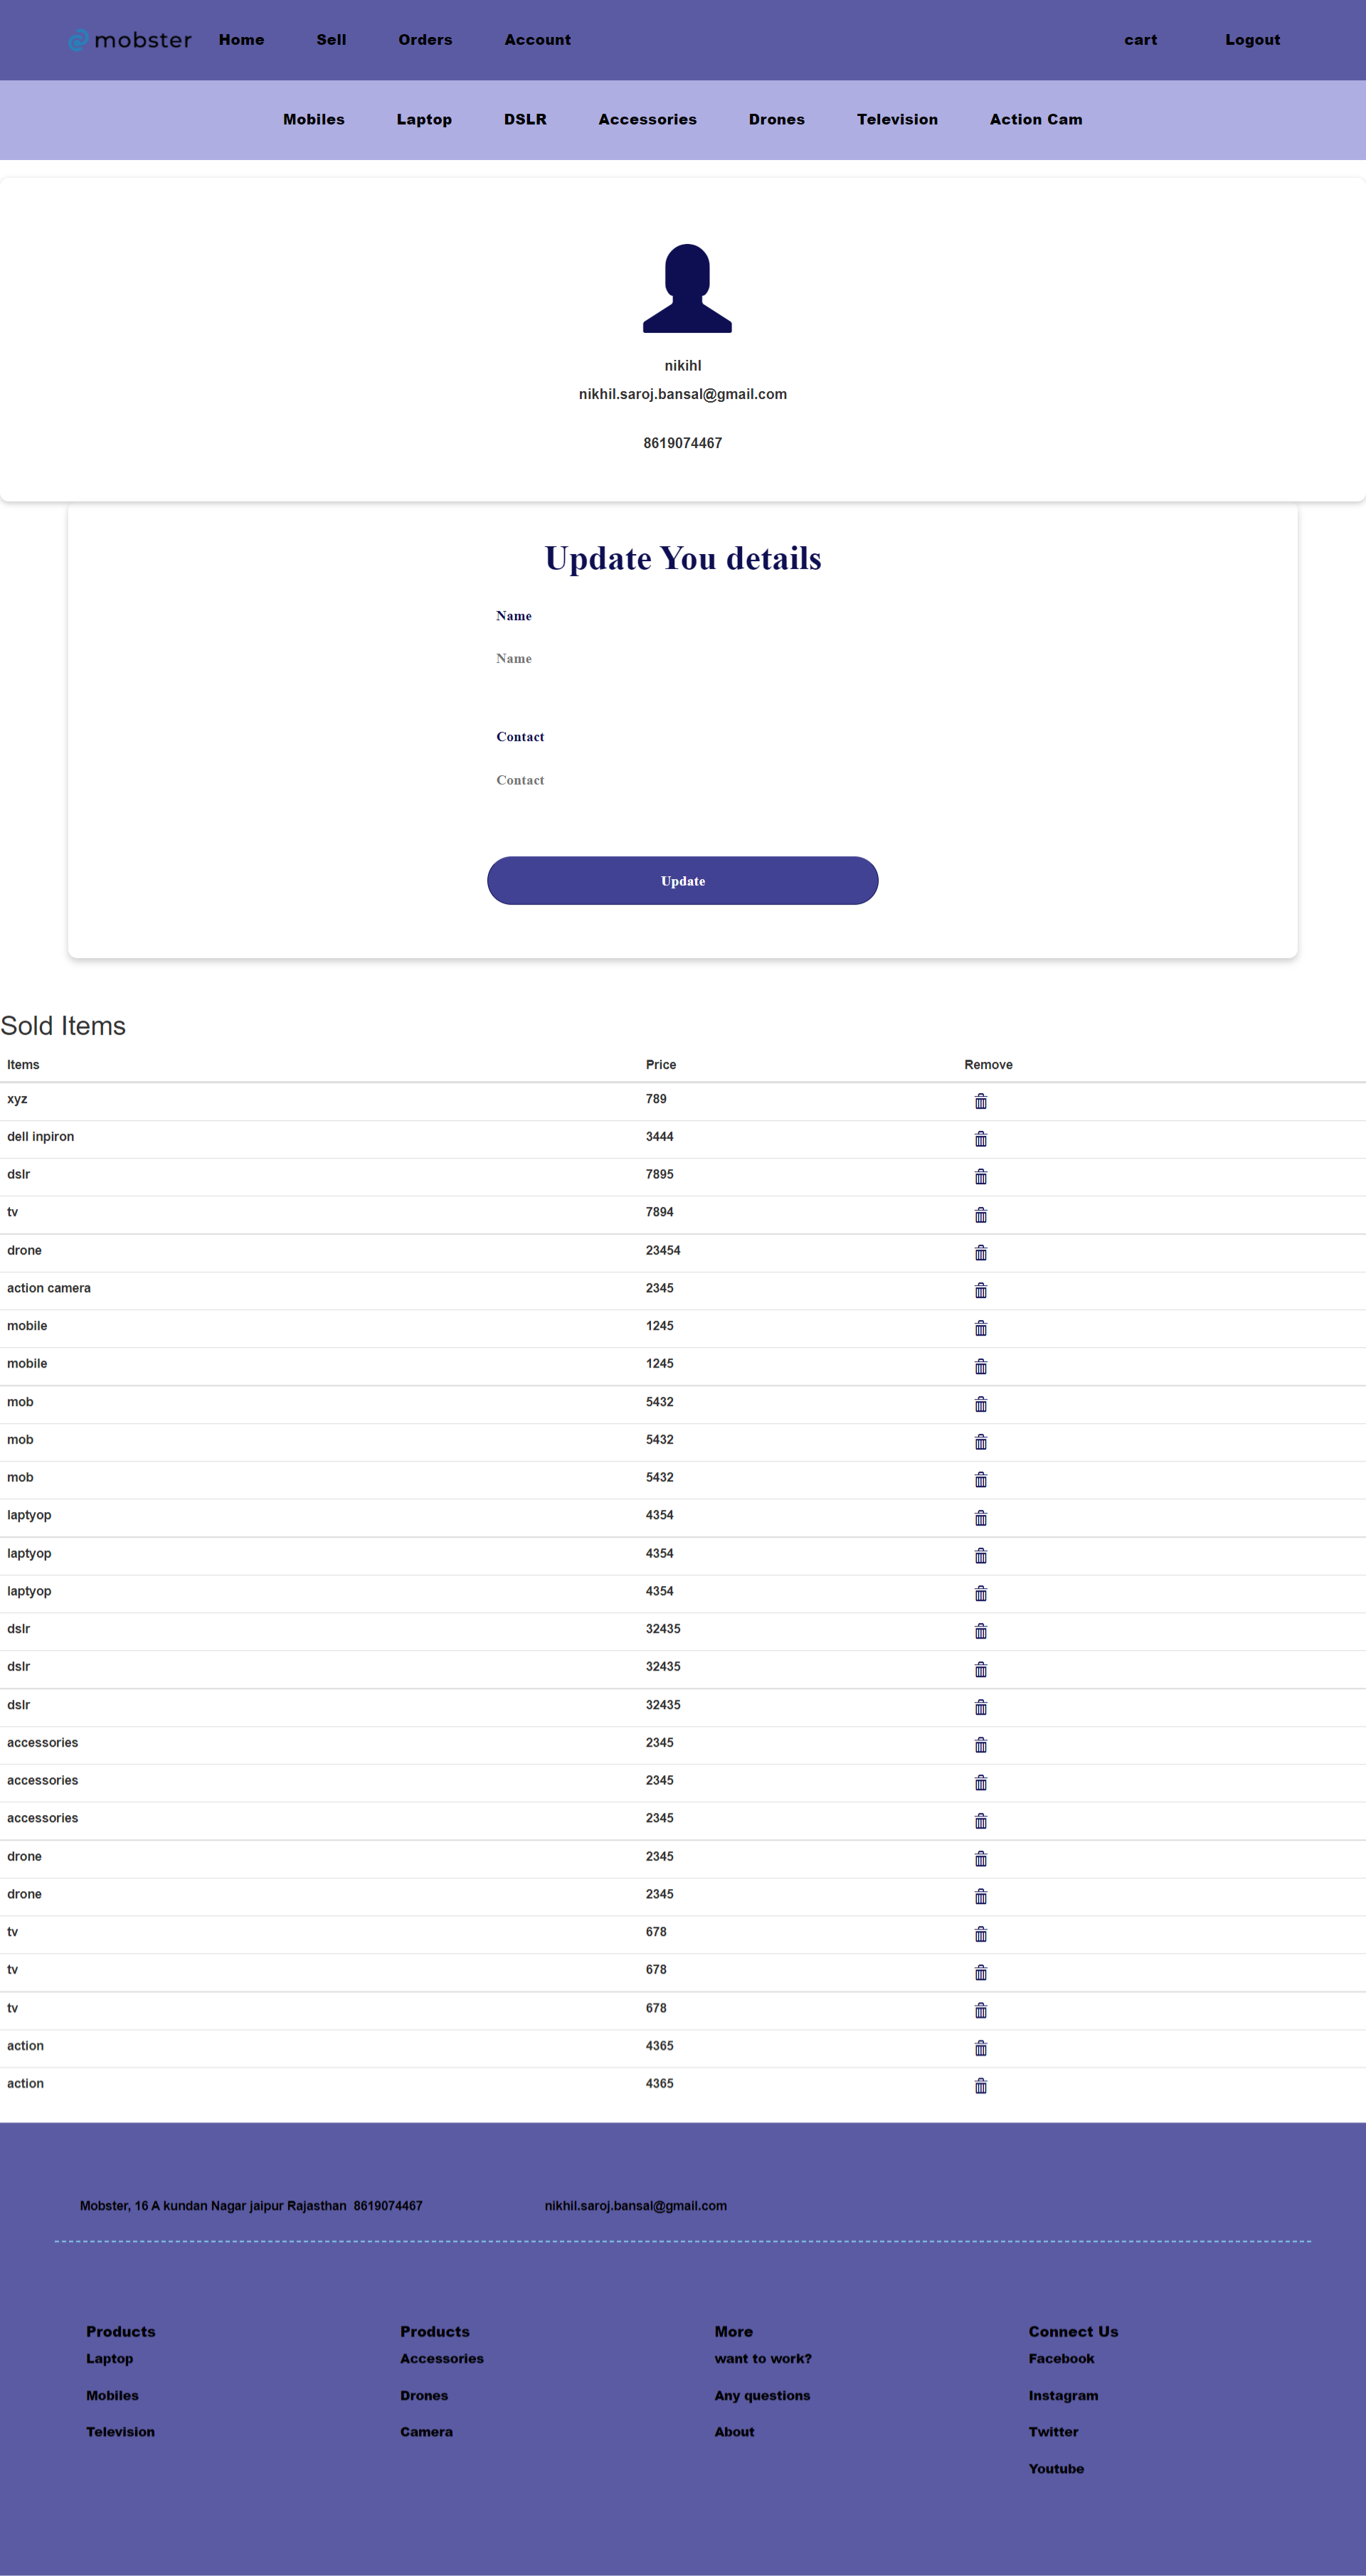 mobster Home Sell Orders Account cart Logout
Mobiles Laptop DSLR Accessories Drones Television Action Cam
nikihl
nikhil.saroj.bansal@gmail.com
8619074467
Update You details
Name
Name
Contact
Contact
Update
Sold Items
Items Price Remove
xyz 789
dell inpiron 3444
dslr 7895
tv 7894
drone 23454
action camera 2345
mobile 1245
mobile 1245
mob 5432
mob 5432
mob 5432
laptyop 4354
laptyop 4354
laptyop 4354
dslr 32435
dslr 32435
dslr 32435
accessories 2345
accessories 2345
accessories 2345
drone 2345
drone 2345
tv 678
tv 678
tv 678
action 4365
action 4365
Mobster, 16 A kundan Nagar jaipur Rajasthan 8619074467 nikhil.saroj.bansal@gmail.com
Products Products More Connect Us
Laptop Accessories want to work? Facebook
Mobiles Drones Any questions Instagram
Television Camera About Twitter
Youtube